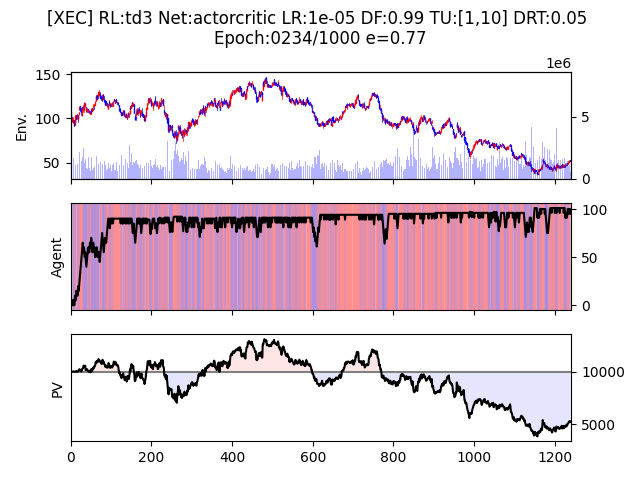 [XEC] RL:td3 Net:actorcritic LR:1e-05 DF:0.99 TU:[1,10] DRT:0.05
Epoch:0234/1000 e=0.77
1e6
150
100
50
Env.
5
0
Agent
100
50
0
PV
10000
5000
0 200 400 600 800 1000 1200